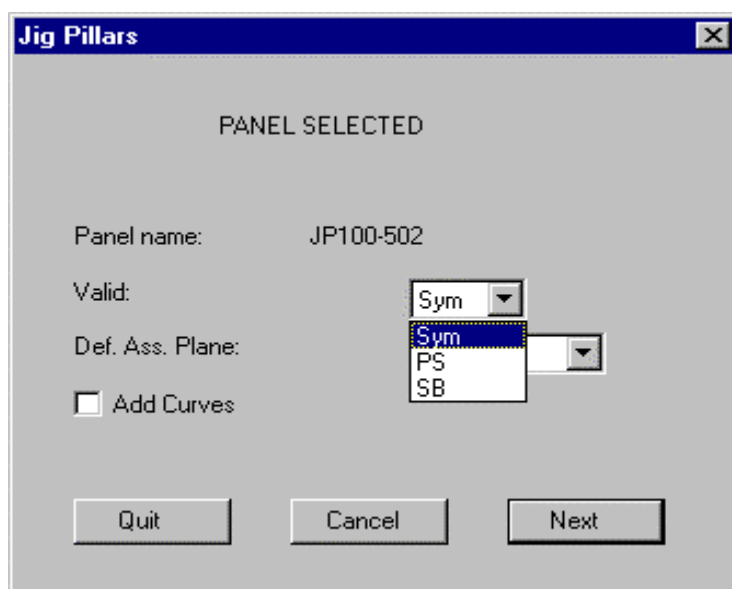 Jig Pillars
PANEL SELECTED
Panel name: JP100-502
Valid: Sym
Sym
Def. Ass. Plane:
PS
SB
Add Curves
Quit Cancel Next